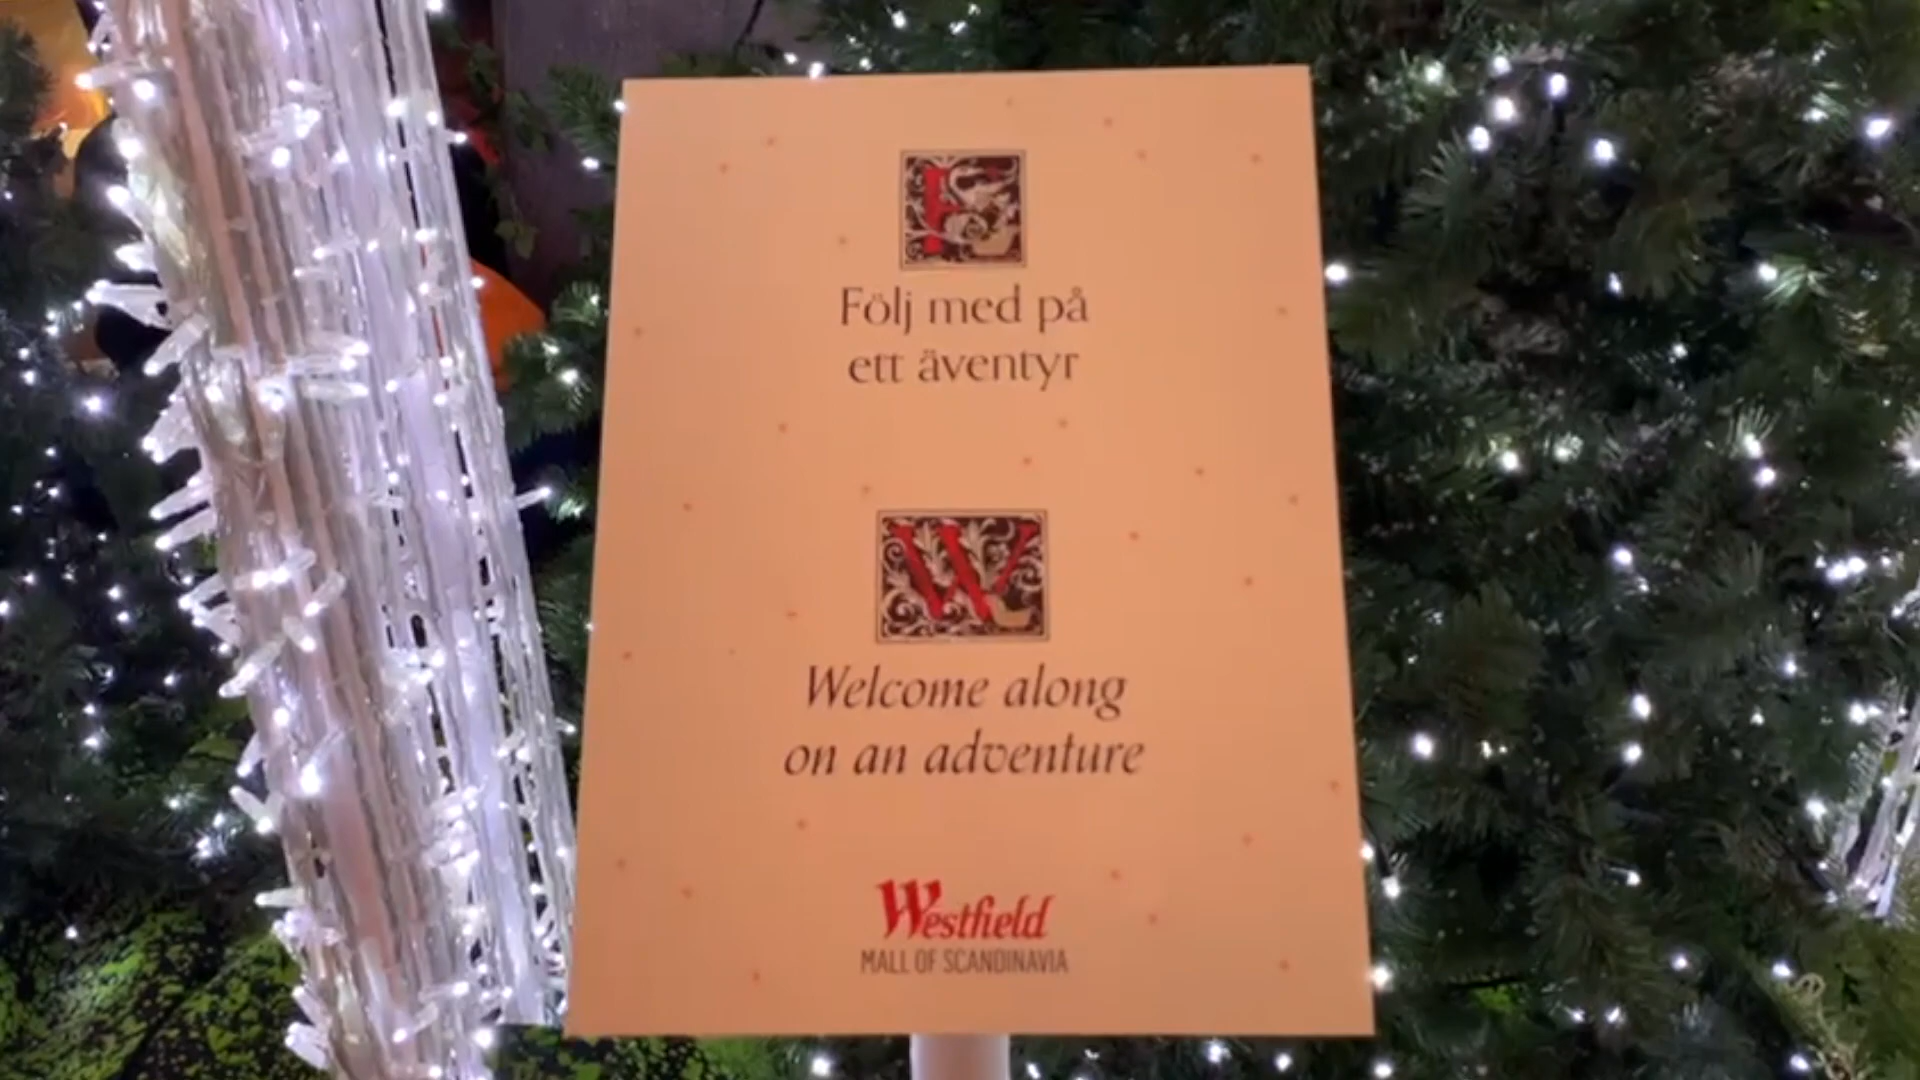 F
Följ med på
ett äventyr
W
Welcome along
on an adventure
Westfield
MALL OF SCANDINAVIA